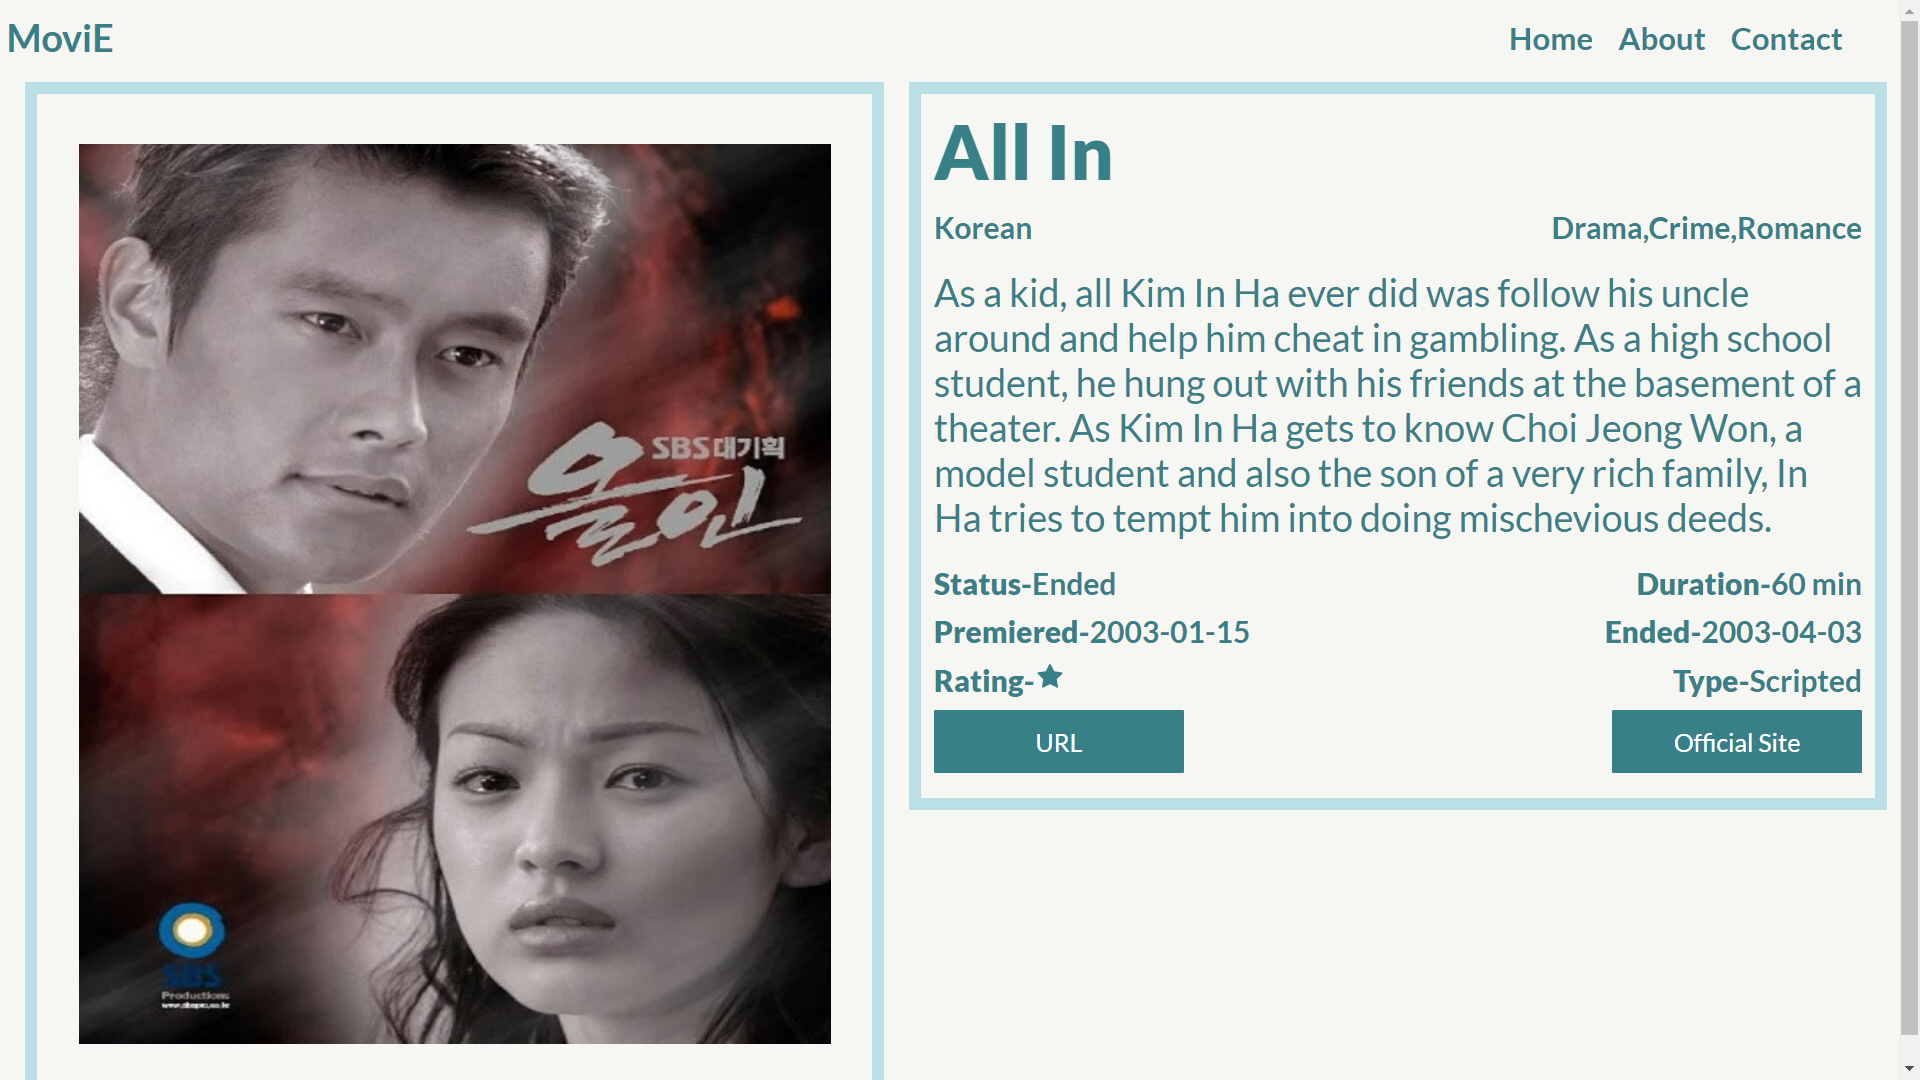 MoviE
Home About Contact
SBS대기획
올인
SBS
Productions
All In
Korean
Drama,Crime,Romance
As a kid, all Kim In Ha ever did was follow his uncle
around and help him cheat in gambling. As a high school
student, he hung out with his friends at the basement of a
theater. As Kim In Ha gets to know Choi Jeong Won, a
model student and also the son of a very rich family, In
Ha tries to tempt him into doing mischevious deeds.
Status-Ended
Duration-60 min
Premiered-2003-01-15
Ended-2003-04-03
Rating-
Type-Scripted
URL
Official Site